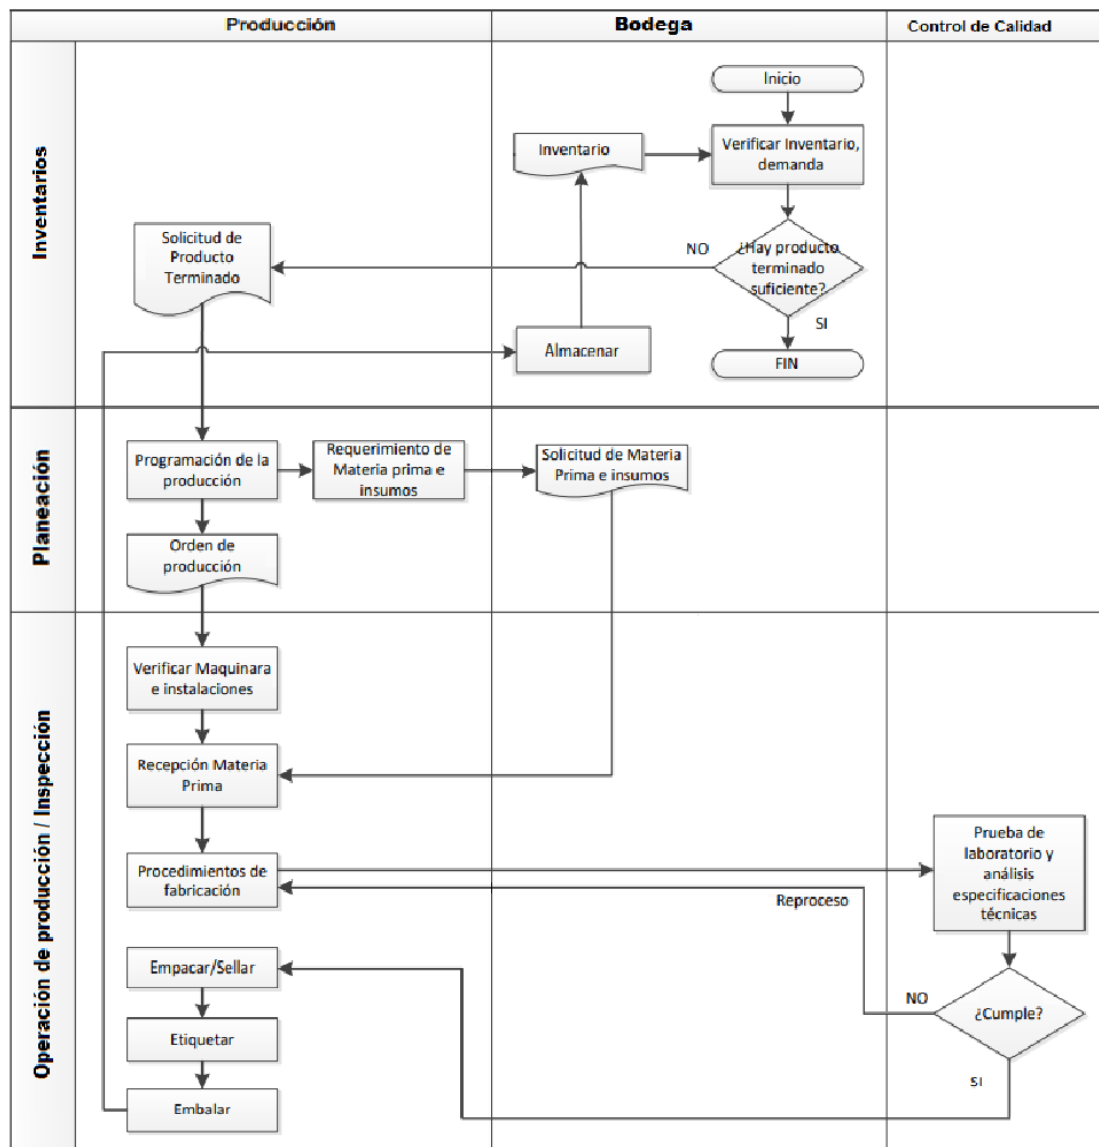 Producción
Bodega
Control de Calidad
Inventarios
Inicio
Inventario
Verificar Inventario,
demanda
Solicitud de
Producto
Terminado
NO
¿Hay producto
terminado
suficiente?
SI
Almacenar
FIN
Planeación
Programación de la
producción
Requerimiento de
Materia prima e
insumos
Solicitud de Materia
Prima e insumos
Orden de
producción
Operación de producción / Inspección
Verificar Maquinara
e instalaciones
Recepción Materia
Prima
Procedimientos de
fabricación
Prueba de
laboratorio y
análisis
especificaciones
técnicas
Reproceso
Empacar/Sellar
NO
¿Cumple?
Etiquetar
SI
Embalar